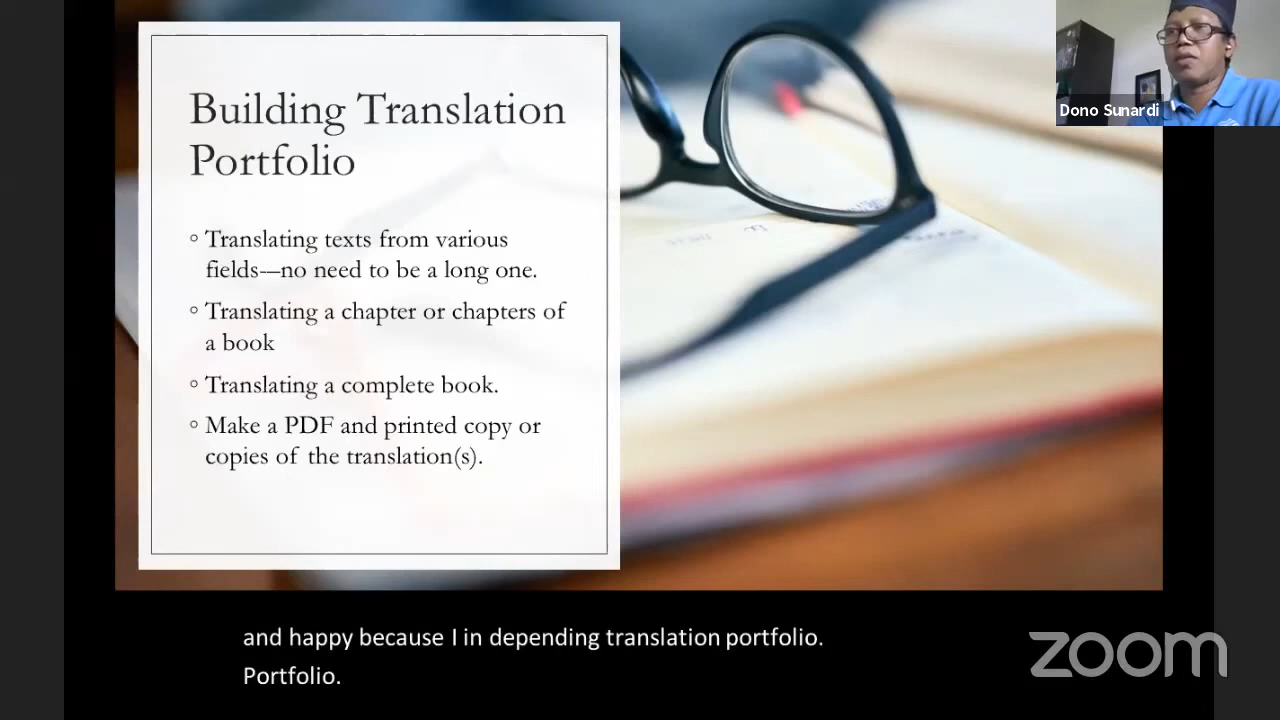 Building Translation
Portfolio
◦ Translating texts from various
fields-–no need to be a long one.
◦ Translating a chapter or chapters of
a book
◦ Translating a complete book.
◦ Make a PDF and printed copy or
copies of the translation(s).
Dono Sunardi
and happy because I in depending translation portfolio.
Portfolio.
zoom